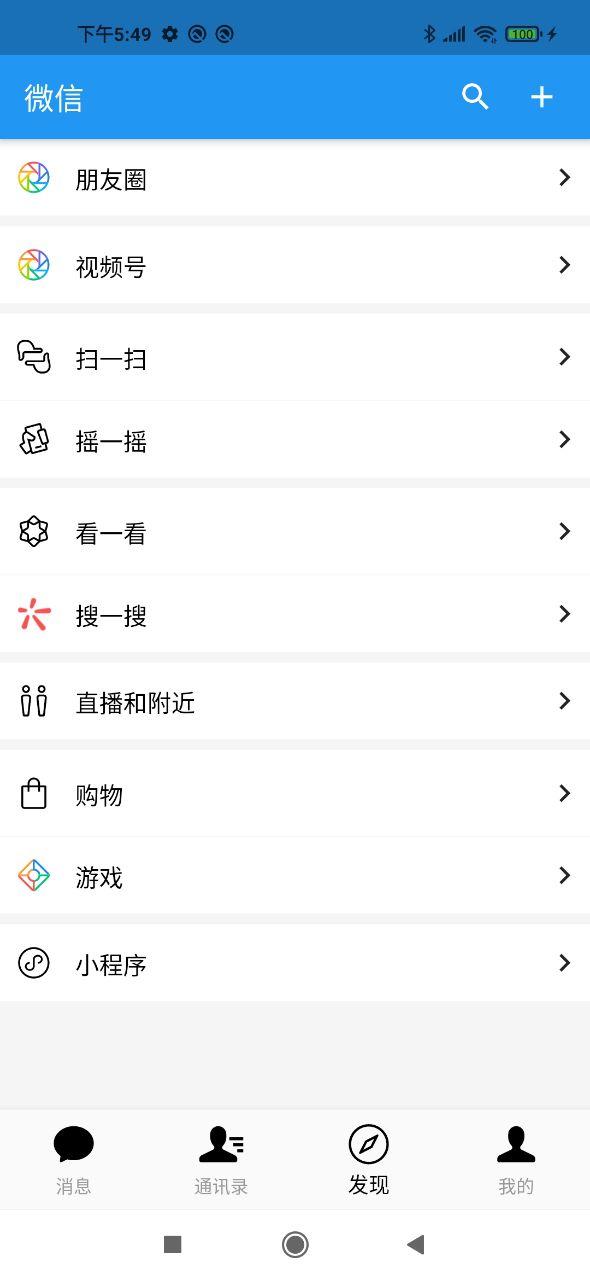 下午5:49
100
微信
朋友圈
视频号
扫一扫
摇一摇
看一看
搜一搜
直播和附近
购物
游戏
小程序
消息
通讯录
发现
我的